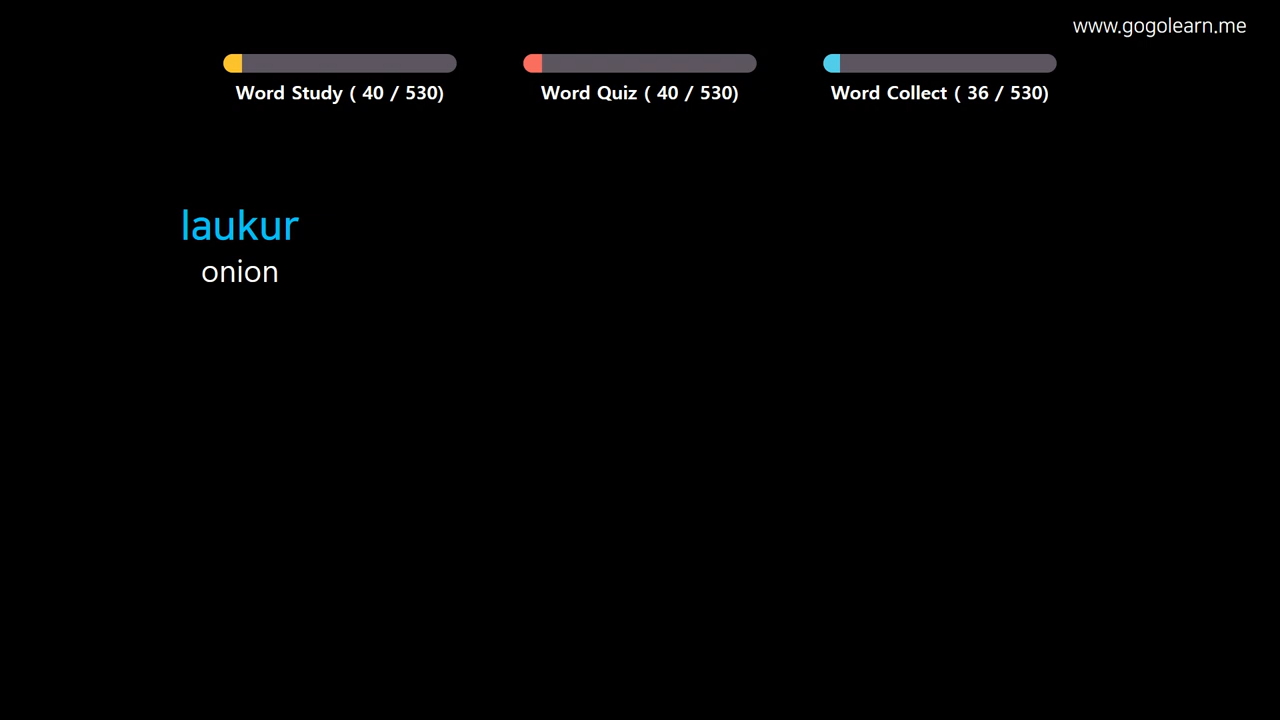 www.gogolearn.me
Word Study ( 40 / 530)
Word Quiz ( 40 / 530)
Word Collect ( 36 / 530)
laukur
onion